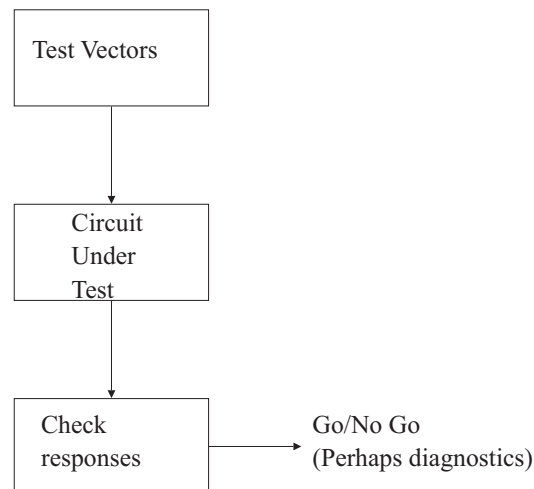 Test Vectors
Circuit
Under
Test
Check
responses
Go/No Go
(Perhaps diagnostics)